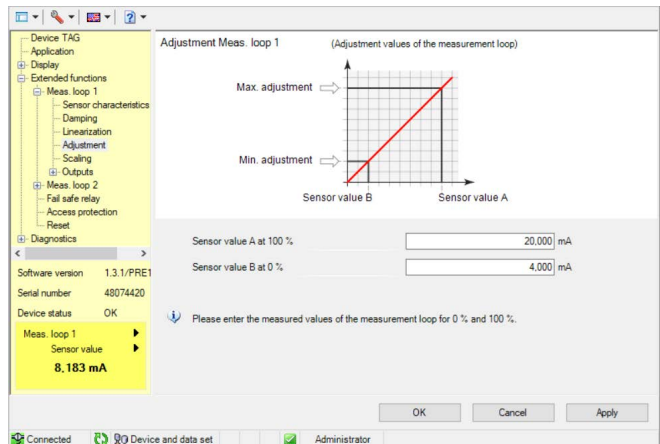 Device TAG
Application
Display
Extended functions
Meas. loop 1
Sensor characteristics
Damping
Linearization
Adjustment
Scaling
Outputs
Meas. loop 2
Fail safe relay
Access protection
Reset
Diagnostics
Software version 1.3.1/PRE1
Serial number 48074420
Device status OK
Meas. loop 1
Sensor value
8,183 mA
Adjustment Meas. loop 1 (Adjustment values of the measurement loop)
Max. adjustment
Min. adjustment
Sensor value B Sensor value A
Sensor value A at 100 % 20,000 mA
Sensor value B at 0 % 4,000 mA
Please enter the measured values of the measurement loop for 0 % and 100 %.
OK Cancel Apply
Connected Device and data set Administrator